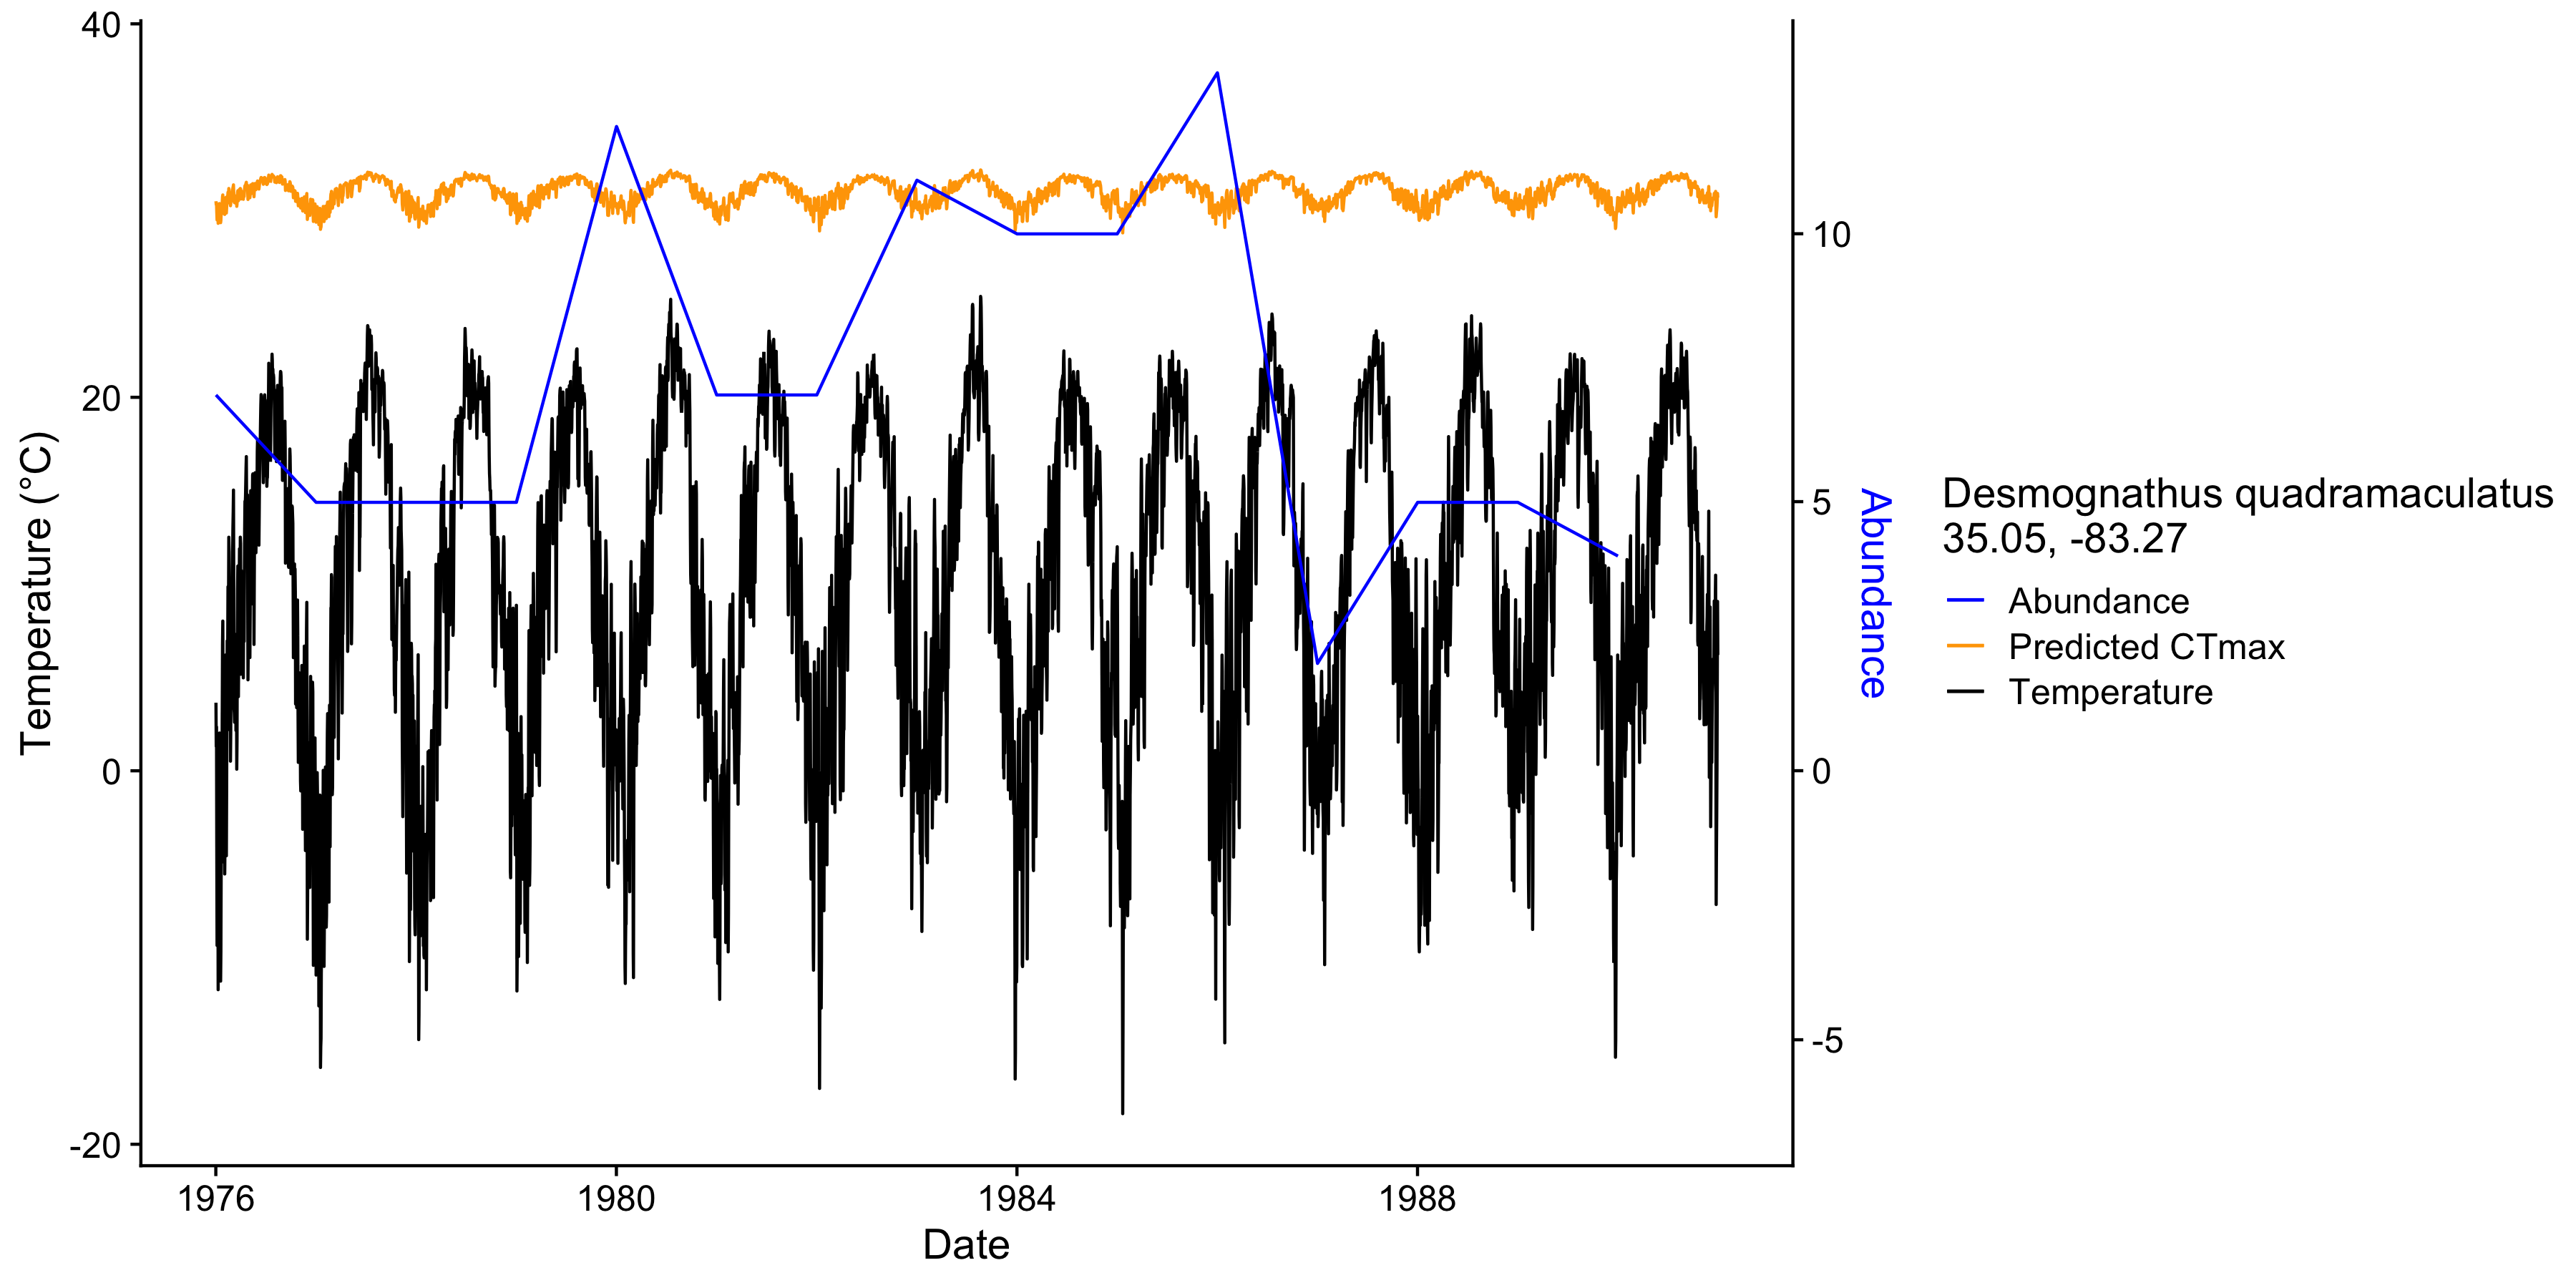 40
20
0
-20
Temperature (°C)
1976
1980
1984
1988
Date
10
5
0
-5
Abundance
Desmognathus quadramaculatus
35.05, -83.27
Abundance
Predicted CTmax
Temperature